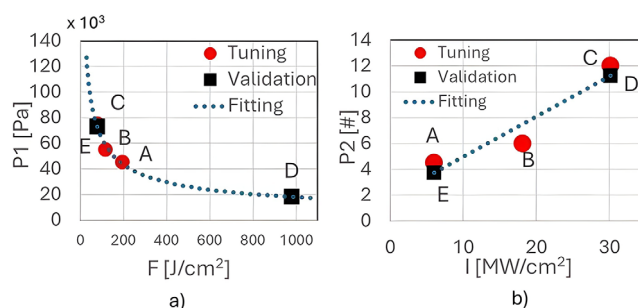 x 10³
140
120
100
80
60
40
20
0
P1 [Pa]
Tuning
Validation
Fitting
C
B
E
A
D
0
200
400
600
800
1000
F [J/cm²]
a)
14
12
10
8
6
4
2
0
P2 [#]
Tuning
Validation
Fitting
C
D
A
B
E
0
10
20
30
I [MW/cm²]
b)